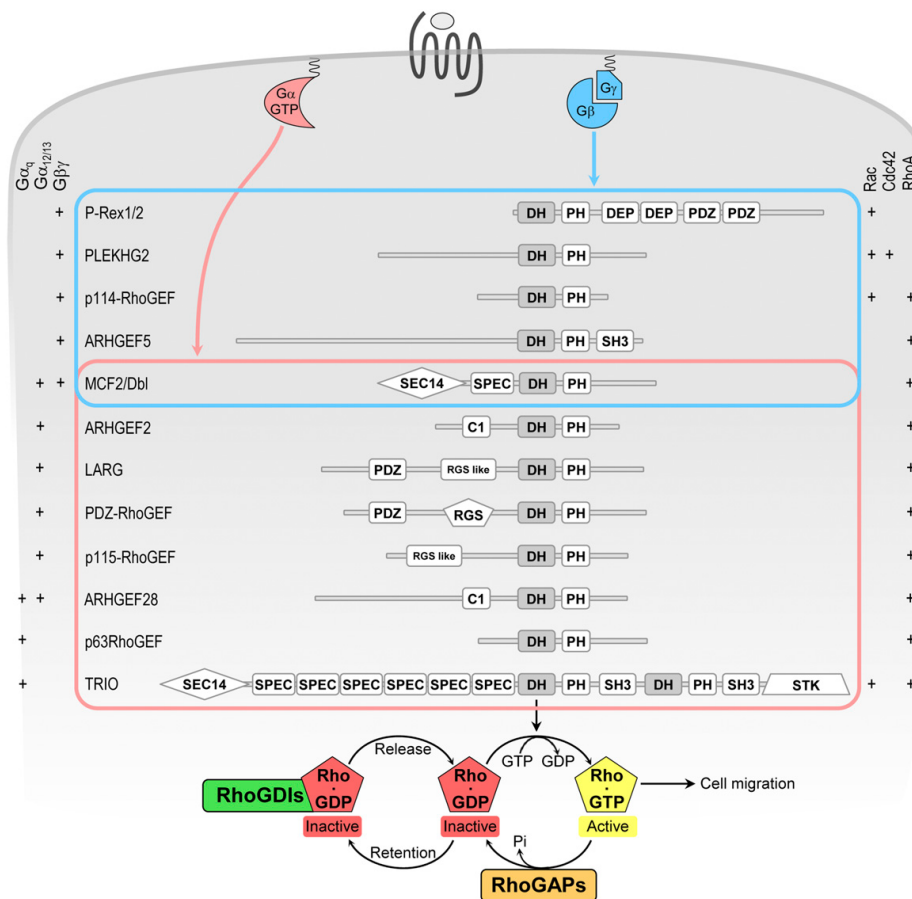 Gα
GTP
Gγ
Gβ
Gαq Gα12/13 Gβγ Rac Cdc42 RhoA
+ P-Rex1/2 DH PH DEP DEP PDZ PDZ +
+ PLEKHG2 DH PH + +
+ p114-RhoGEF DH PH + +
+ ARHGEF5 DH PH SH3 +
+ + MCF2/Dbl SEC14 SPEC DH PH +
+ ARHGEF2 C1 DH PH +
+ LARG PDZ RGS like DH PH +
+ PDZ-RhoGEF PDZ RGS DH PH +
+ p115-RhoGEF RGS like DH PH +
+ + ARHGEF28 C1 DH PH +
+ p63RhoGEF DH PH +
+ TRIO SEC14 SPEC SPEC SPEC SPEC SPEC SPEC DH PH SH3 DH PH SH3 STK + +
Release
GTP GDP
RhoGDIs
Rho
·
GDP
Inactive
Rho
·
GDP
Inactive
Rho
·
GTP
Active
Cell migration
Retention
Pi
RhoGAPs